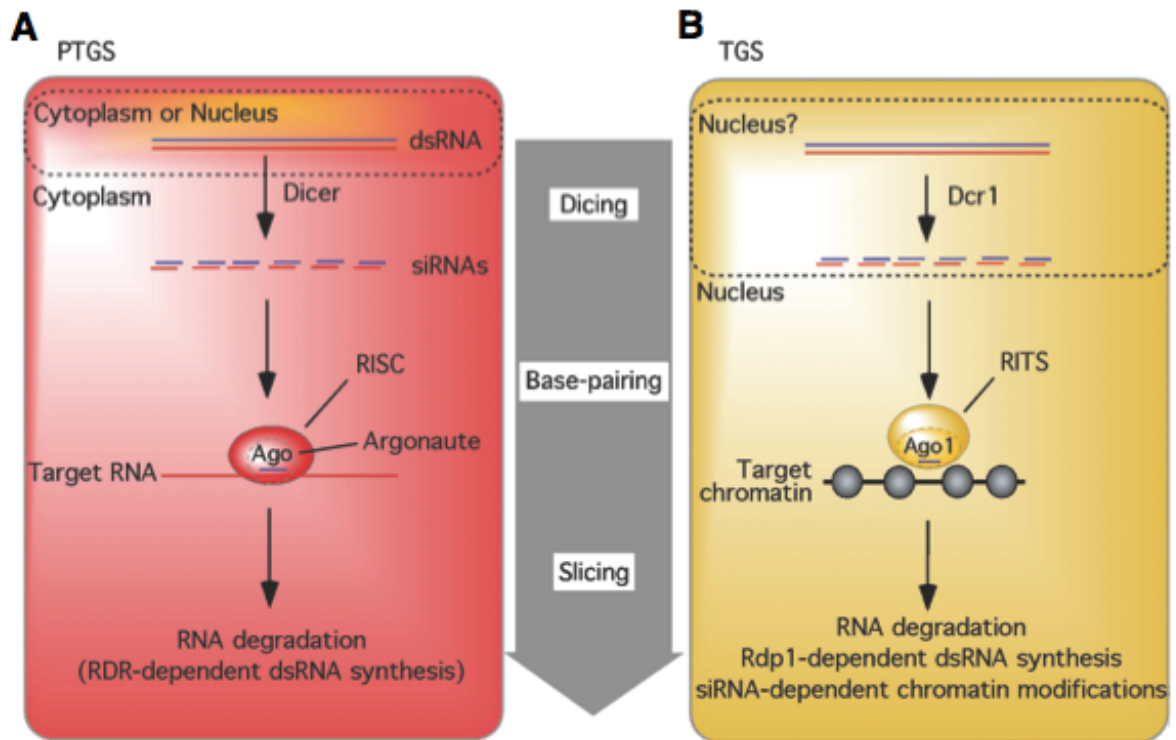 A
PTGS
Cytoplasm or Nucleus
dsRNA
Cytoplasm
Dicer
siRNAs
RISC
Ago
Argonaute
Target RNA
RNA degradation
(RDR-dependent dsRNA synthesis)
Dicing
Base-pairing
Slicing
B
TGS
Nucleus?
Dcr1
Nucleus
RITS
Ago1
Target
chromatin
RNA degradation
Rdp1-dependent dsRNA synthesis
siRNA-dependent chromatin modifications